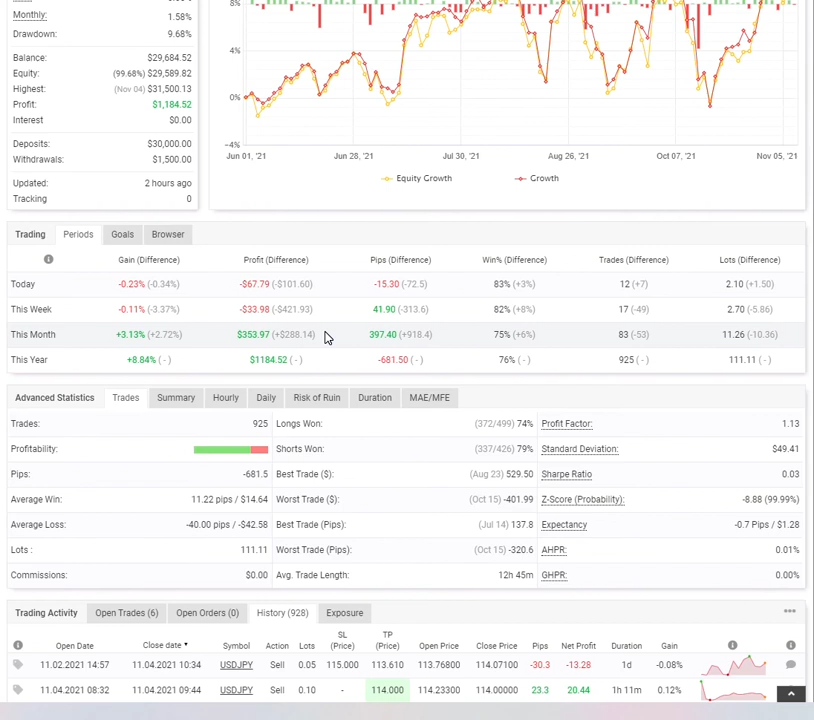 Monthly: 1.58%
Drawdown: 9.68%
Balance: $29,684.52
Equity: (99.68%) $29,589.82
Highest: (Nov 04) $31,500.13
Profit: $1,184.52
Interest $0.00
Deposits: $30,000.00
Withdrawals: $1,500.00
Updated: 2 hours ago
Tracking 0
8%
4%
0%
-4%
Jun 01, '21 Jun 28, '21 Jul 30, '21 Aug 26, '21 Oct 07, '21 Nov 05, '21
Equity Growth Growth
Trading Periods Goals Browser
Gain (Difference) Profit (Difference) Pips (Difference) Win% (Difference) Trades (Difference) Lots (Difference)
Today -0.23% (-0.34%) -$67.79 (-$101.60) -15.30 (-72.5) 83% (+3%) 12 (+7) 2.10 (+1.50)
This Week -0.11% (-3.37%) -$33.98 (-$421.93) 41.90 (-313.6) 82% (+8%) 17 (-49) 2.70 (-5.86)
This Month +3.13% (+2.72%) $353.97 (+$288.14) 397.40 (+918.4) 75% (+6%) 83 (-53) 11.26 (-10.36)
This Year +8.84% ( - ) $1184.52 ( - ) -681.50 ( - ) 76% ( - ) 925 ( - ) 111.11 ( - )
Advanced Statistics Trades Summary Hourly Daily Risk of Ruin Duration MAE/MFE
Trades: 925 Longs Won: (372/499) 74% Profit Factor: 1.13
Profitability: Shorts Won: (337/426) 79% Standard Deviation: $49.41
Pips: -681.5 Best Trade ($): (Aug 23) 529.50 Sharpe Ratio 0.03
Average Win: 11.22 pips / $14.64 Worst Trade ($): (Oct 15) -401.99 Z-Score (Probability): -8.88 (99.99%)
Average Loss: -40.00 pips / -$42.58 Best Trade (Pips): (Jul 14) 137.8 Expectancy -0.7 Pips / $1.28
Lots : 111.11 Worst Trade (Pips): (Oct 15) -320.6 AHPR: 0.01%
Commissions: $0.00 Avg. Trade Length: 12h 45m GHPR: 0.00%
Trading Activity Open Trades (6) Open Orders (0) History (928) Exposure
Open Date Close date Symbol Action Lots SL (Price) TP (Price) Open Price Close Price Pips Net Profit Duration Gain
11.02.2021 14:57 11.04.2021 10:34 USDJPY Sell 0.05 115.000 113.610 113.76800 114.07100 -30.3 -13.28 1d -0.08%
11.04.2021 08:32 11.04.2021 09:44 USDJPY Sell 0.10 - 114.000 114.23300 114.00000 23.3 20.44 1h 11m 0.12%